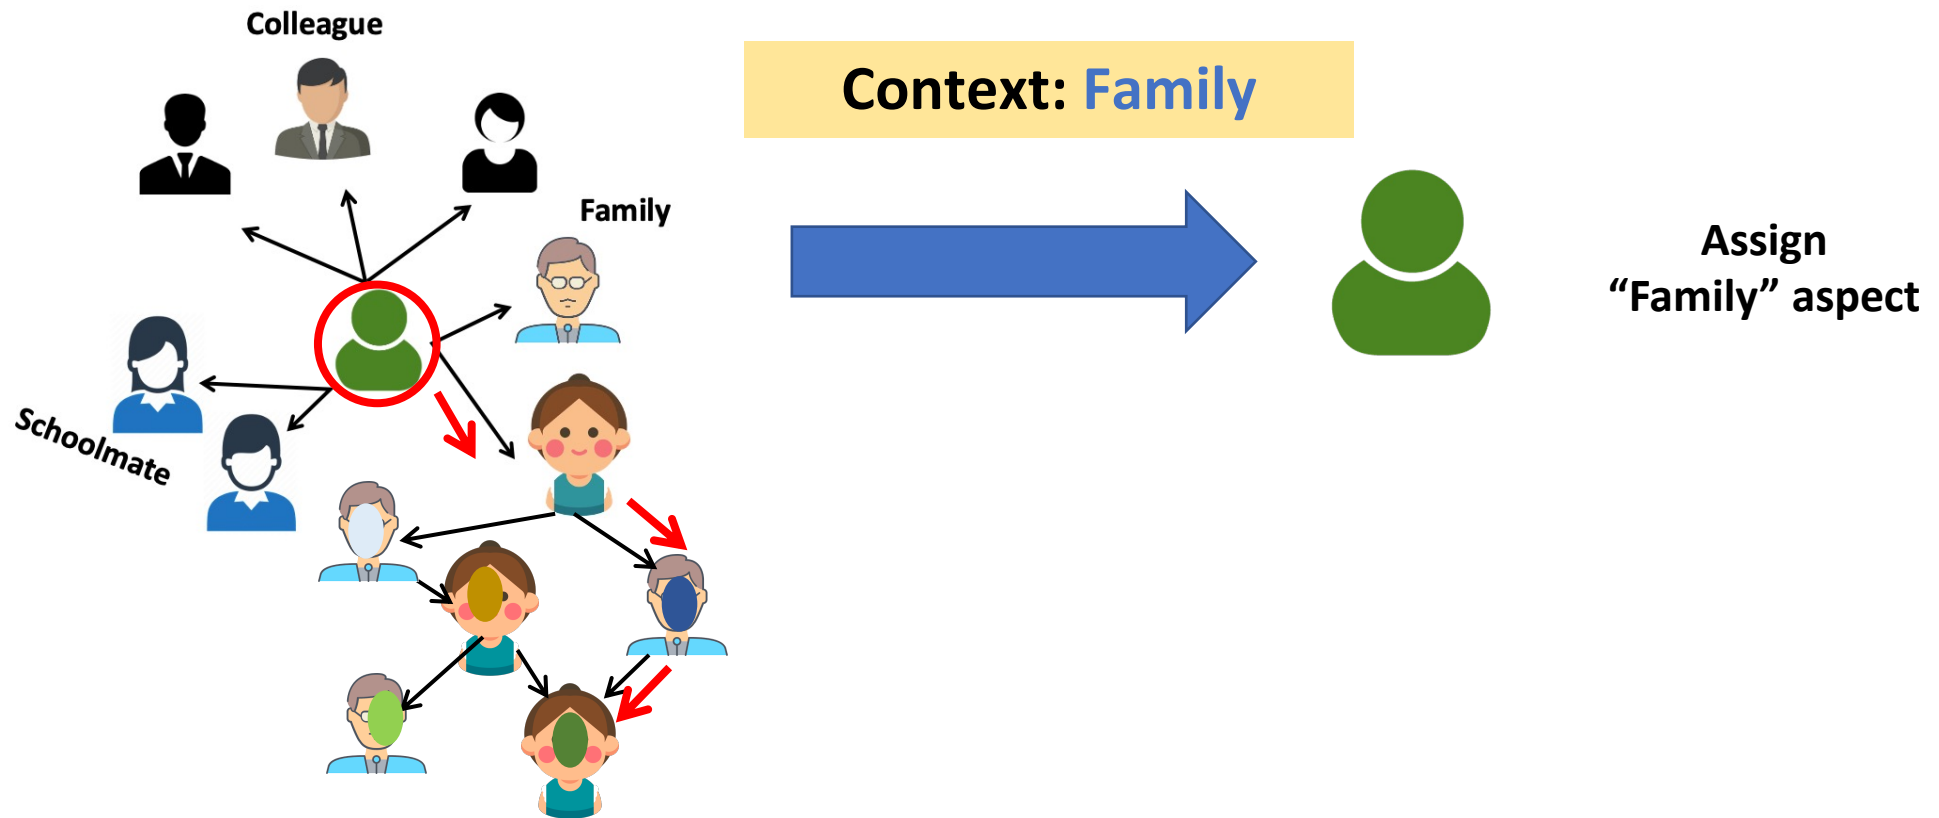 Colleague
Context: Family
Family
Assign
“Family” aspect
Schoolmate